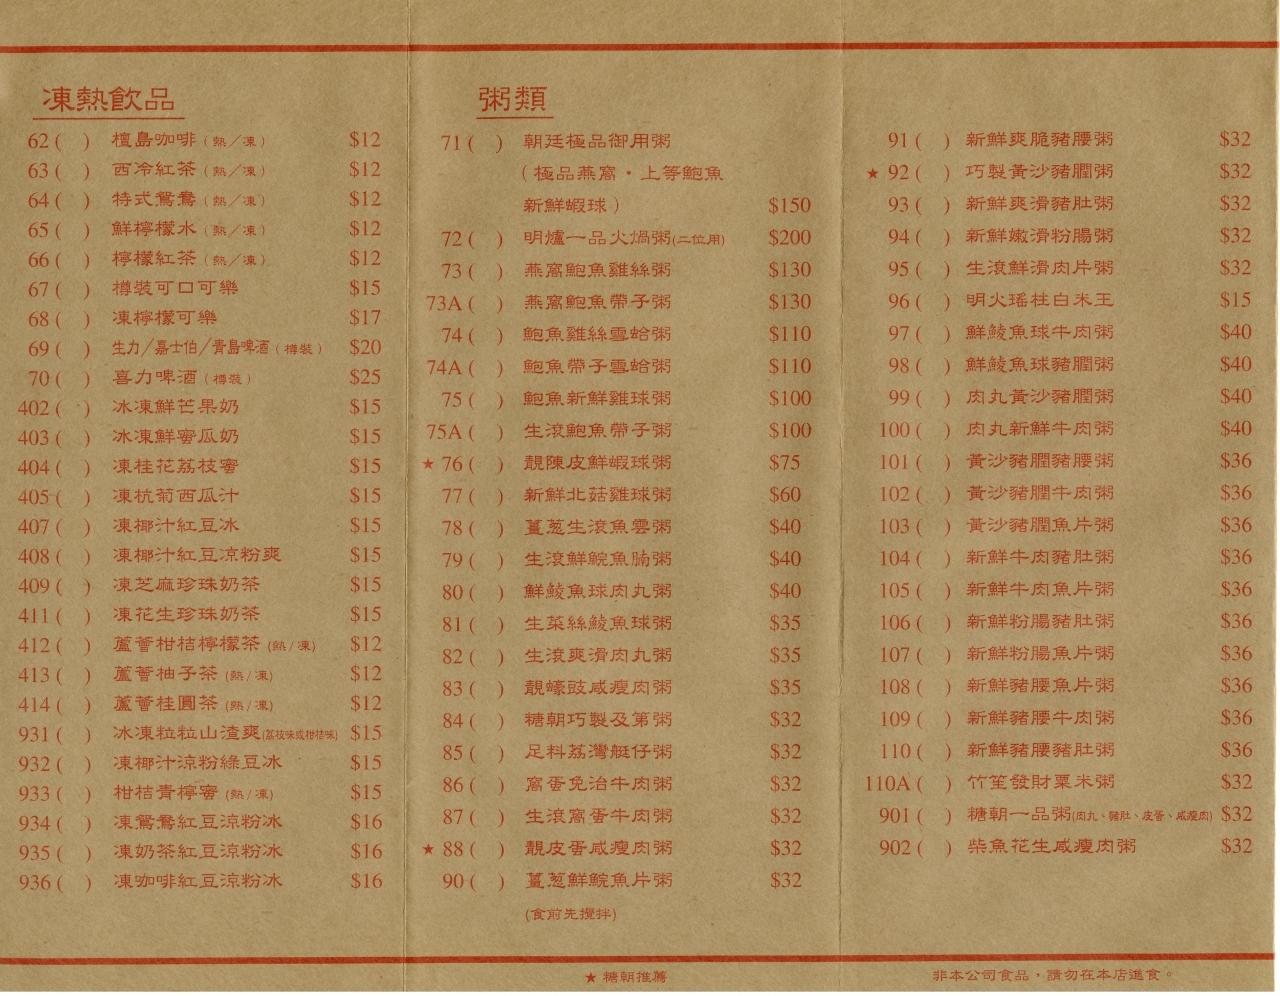 凍熱飲品
62 ( ) 檀島咖啡 (熱／凍) $12
63 ( ) 西冷紅茶 (熱／凍) $12
64 ( ) 特式鴛鴦 (熱／凍) $12
65 ( ) 鮮檸檬水 (熱／凍) $12
66 ( ) 檸檬紅茶 (熱／凍) $12
67 ( ) 樽裝可口可樂 $15
68 ( ) 凍檸檬可樂 $17
69 ( ) 生力／嘉士伯／青島啤酒 (樽裝) $20
70 ( ) 喜力啤酒 (樽裝) $25
402 ( ) 冰凍鮮芒果奶 $15
403 ( ) 冰凍鮮蜜瓜奶 $15
404 ( ) 凍桂花荔枝蜜 $15
405 ( ) 凍杭菊西瓜汁 $15
407 ( ) 凍椰汁紅豆冰 $15
408 ( ) 凍椰汁紅豆涼粉爽 $15
409 ( ) 凍芝麻珍珠奶茶 $15
411 ( ) 凍花生珍珠奶茶 $15
412 ( ) 蘆薈柑桔檸檬茶 (熱/凍) $12
413 ( ) 蘆薈柚子茶 (熱/凍) $12
414 ( ) 蘆薈桂圓茶 (熱/凍) $12
931 ( ) 冰凍粒粒山渣爽(荔枝味或柑桔味) $15
932 ( ) 凍椰汁涼粉綠豆冰 $15
933 ( ) 柑桔青檸蜜 (熱/凍) $15
934 ( ) 凍鴛鴦紅豆涼粉冰 $16
935 ( ) 凍奶茶紅豆涼粉冰 $16
936 ( ) 凍咖啡紅豆涼粉冰 $16
粥類
71 ( ) 朝廷極品御用粥
(極品燕窩・上等鮑魚
新鮮蝦球) $150
72 ( ) 明爐一品火焗粥(二位用) $200
73 ( ) 燕窩鮑魚雞絲粥 $130
73A ( ) 燕窩鮑魚帶子粥 $130
74 ( ) 鮑魚雞絲雪蛤粥 $110
74A ( ) 鮑魚帶子雪蛤粥 $110
75 ( ) 鮑魚新鮮雞球粥 $100
75A ( ) 生滾鮑魚帶子粥 $100
★ 76 ( ) 靚陳皮鮮蝦球粥 $75
77 ( ) 新鮮北菇雞球粥 $60
78 ( ) 薑蔥生滾魚雲粥 $40
79 ( ) 生滾鮮鯇魚腩粥 $40
80 ( ) 鮮鯪魚球肉丸粥 $40
81 ( ) 生菜絲鯪魚球粥 $35
82 ( ) 生滾爽滑肉丸粥 $35
83 ( ) 靚蠔豉咸瘦肉粥 $35
84 ( ) 糖朝巧製及第粥 $32
85 ( ) 足料荔灣艇仔粥 $32
86 ( ) 窩蛋免治牛肉粥 $32
87 ( ) 生滾窩蛋牛肉粥 $32
★ 88 ( ) 靚皮蛋咸瘦肉粥 $32
90 ( ) 薑蔥鮮鯇魚片粥 $32
(食前先攪拌)
91 ( ) 新鮮爽脆豬腰粥 $32
★ 92 ( ) 巧製黃沙豬膶粥 $32
93 ( ) 新鮮爽滑豬肚粥 $32
94 ( ) 新鮮嫩滑粉腸粥 $32
95 ( ) 生滾鮮滑肉片粥 $32
96 ( ) 明火瑤柱白米王 $15
97 ( ) 鮮鯪魚球牛肉粥 $40
98 ( ) 鮮鯪魚球豬膶粥 $40
99 ( ) 肉丸黃沙豬膶粥 $40
100 ( ) 肉丸新鮮牛肉粥 $40
101 ( ) 黃沙豬膶豬腰粥 $36
102 ( ) 黃沙豬膶牛肉粥 $36
103 ( ) 黃沙豬膶魚片粥 $36
104 ( ) 新鮮牛肉豬肚粥 $36
105 ( ) 新鮮牛肉魚片粥 $36
106 ( ) 新鮮粉腸豬肚粥 $36
107 ( ) 新鮮粉腸魚片粥 $36
108 ( ) 新鮮豬腰魚片粥 $36
109 ( ) 新鮮豬腰牛肉粥 $36
110 ( ) 新鮮豬腰豬肚粥 $36
110A ( ) 竹笙發財粟米粥 $32
901 ( ) 糖朝一品粥(肉丸、豬肚、皮蛋、咸瘦肉) $32
902 ( ) 柴魚花生咸瘦肉粥 $32
★ 糖朝推薦
非本公司食品，請勿在本店進食。